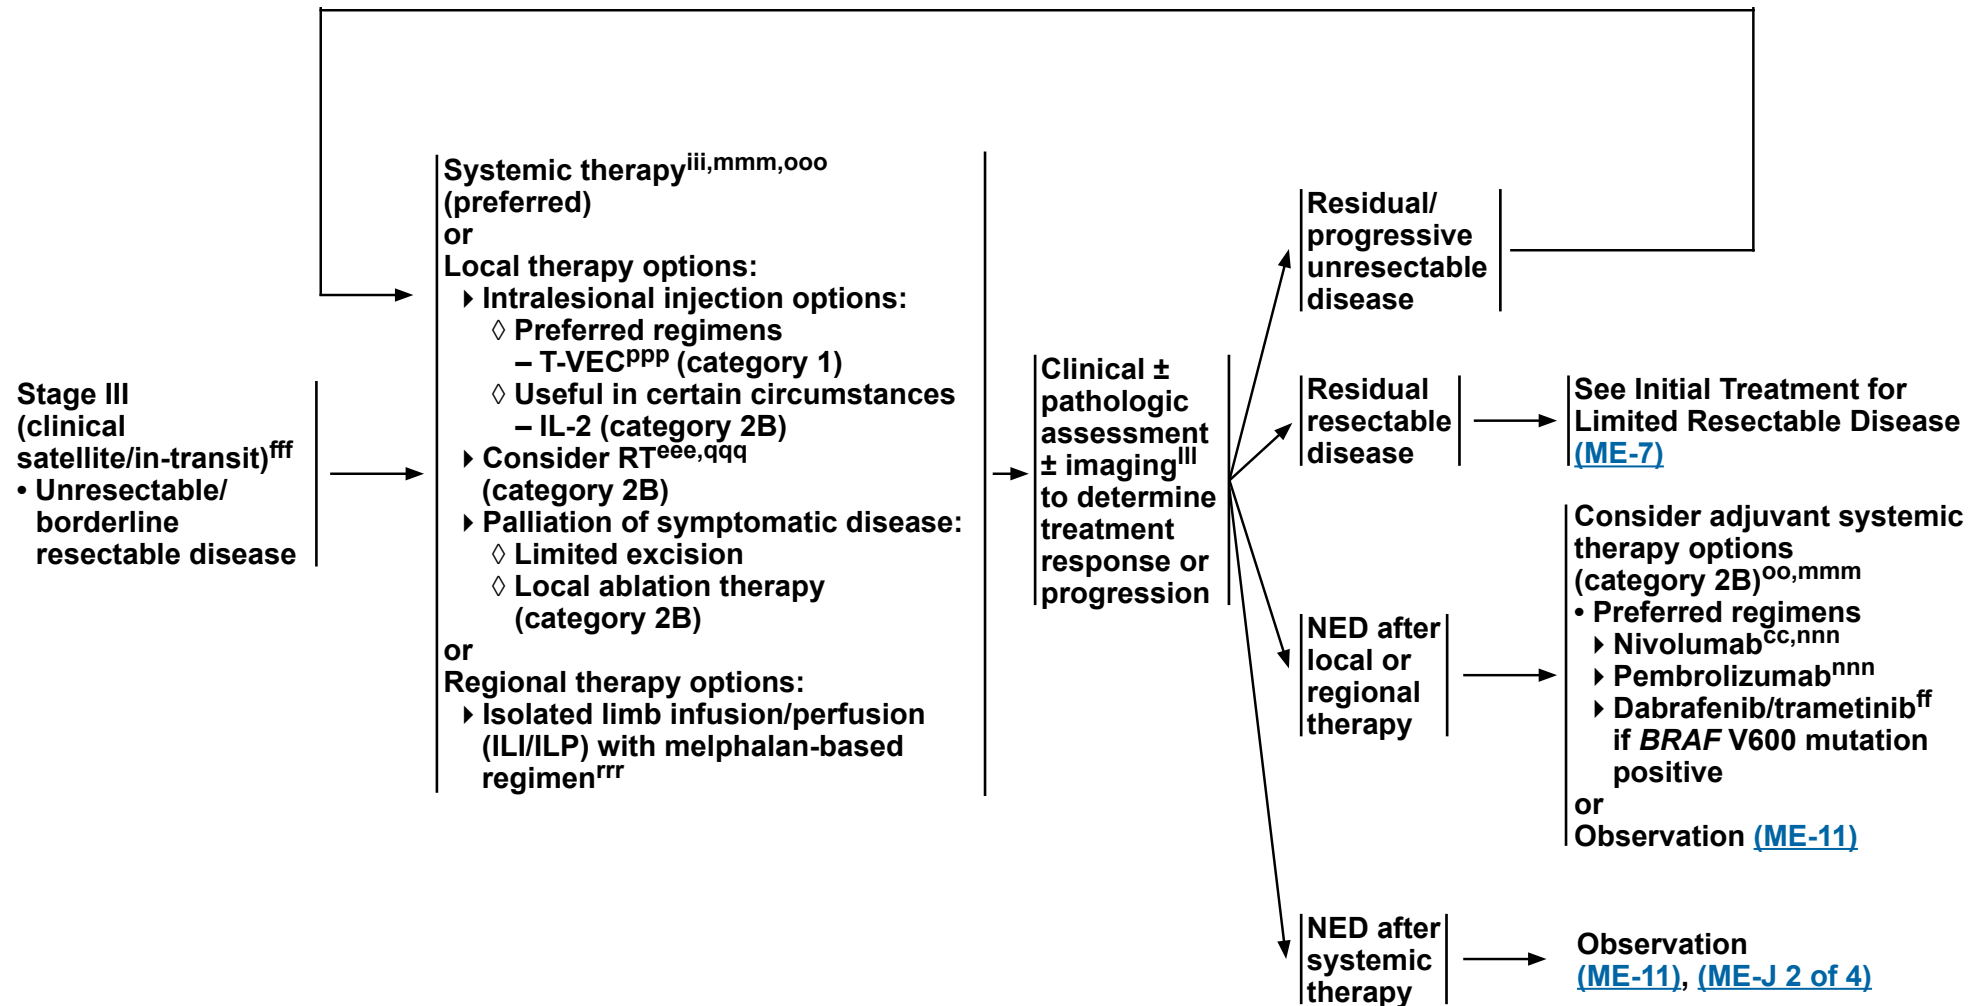 Stage III
(clinical
satellite/in-transit)fff
• Unresectable/
borderline
resectable disease
Systemic therapyiii,mmm,ooo
(preferred)
or
Local therapy options:
Intralesional injection options:
◊ Preferred regimens
– T-VECppp (category 1)
◊ Useful in certain circumstances
– IL-2 (category 2B)
Consider RTeee,qqq
(category 2B)
Palliation of symptomatic disease:
◊ Limited excision
◊ Local ablation therapy
(category 2B)
or
Regional therapy options:
Isolated limb infusion/perfusion
(ILI/ILP) with melphalan-based
regimenrrr
Clinical ±
pathologic
assessment
± imaginglll
to determine
treatment
response or
progression
Residual/
progressive
unresectable
disease
Residual
resectable
disease
See Initial Treatment for
Limited Resectable Disease
(ME-7)
NED after
local or
regional
therapy
Consider adjuvant systemic
therapy options
(category 2B)oo,mmm
• Preferred regimens
Nivolumabcc,nnn
Pembrolizumabnnn
Dabrafenib/trametinibff
if BRAF V600 mutation
positive
or
Observation (ME-11)
NED after
systemic
therapy
Observation
(ME-11), (ME-J 2 of 4)